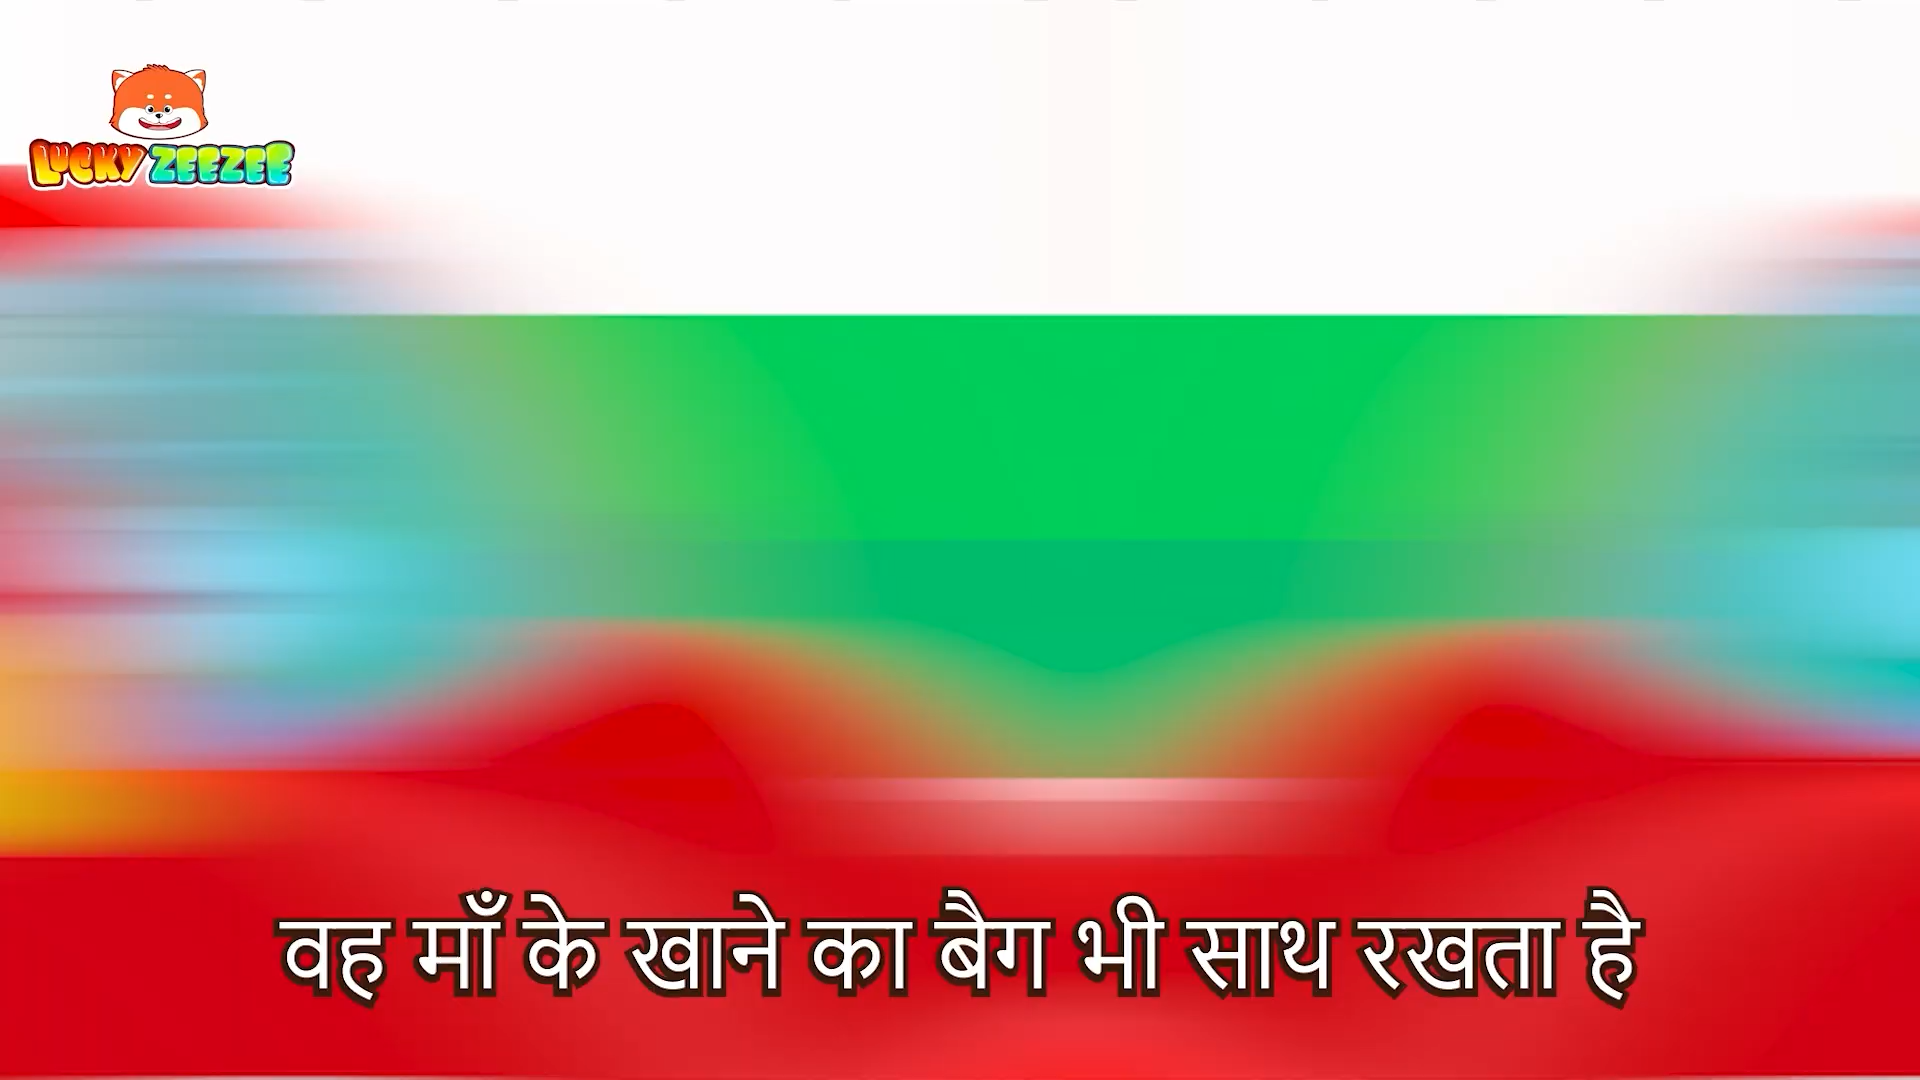 LUCKY ZEEZEE
वह माँ के खाने का बैग भी साथ रखता है